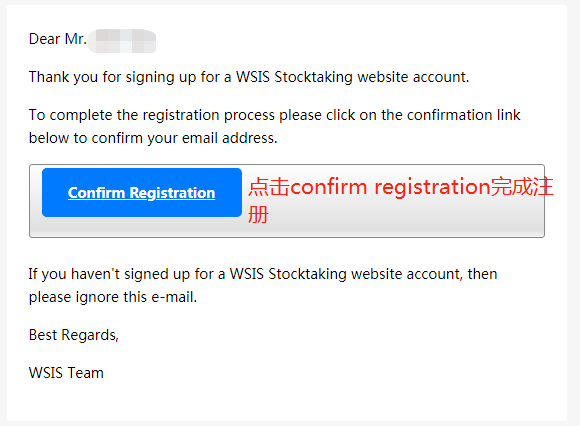 Dear Mr.
Thank you for signing up for a WSIS Stocktaking website account.
To complete the registration process please click on the confirmation link
below to confirm your email address.
Confirm Registration
点击confirm registration完成注
册
If you haven't signed up for a WSIS Stocktaking website account, then
please ignore this e-mail.
Best Regards,
WSIS Team